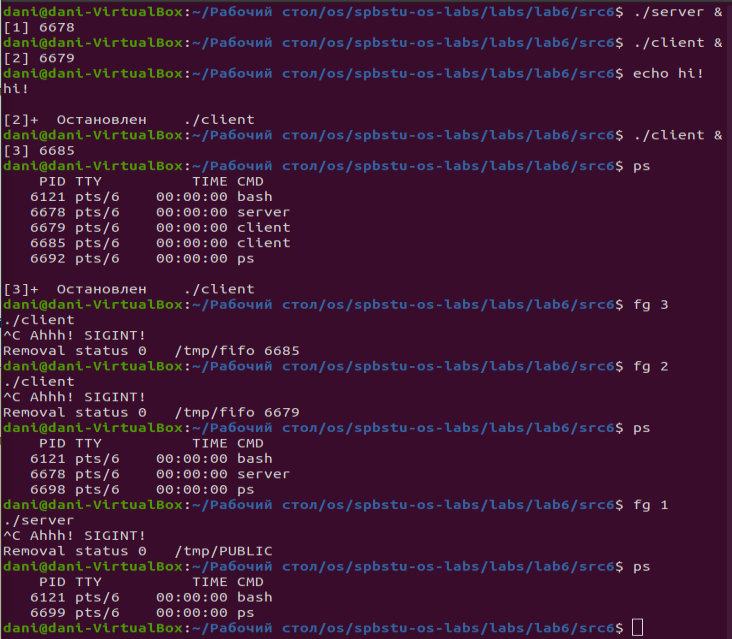 dani@dani-VirtualBox:~/Рабочий стол/os/spbstu-os-labs/labs/lab6/src6$ ./server &
[1] 6678
dani@dani-VirtualBox:~/Рабочий стол/os/spbstu-os-labs/labs/lab6/src6$ ./client &
[2] 6679
dani@dani-VirtualBox:~/Рабочий стол/os/spbstu-os-labs/labs/lab6/src6$ echo hi!
hi!
[2]+  Остановлен    ./client
dani@dani-VirtualBox:~/Рабочий стол/os/spbstu-os-labs/labs/lab6/src6$ ./client &
[3] 6685
dani@dani-VirtualBox:~/Рабочий стол/os/spbstu-os-labs/labs/lab6/src6$ ps
    PID TTY          TIME CMD
   6121 pts/6    00:00:00 bash
   6678 pts/6    00:00:00 server
   6679 pts/6    00:00:00 client
   6685 pts/6    00:00:00 client
   6692 pts/6    00:00:00 ps
[3]+  Остановлен    ./client
dani@dani-VirtualBox:~/Рабочий стол/os/spbstu-os-labs/labs/lab6/src6$ fg 3
./client
^C Ahhh! SIGINT!
Removal status 0   /tmp/fifo 6685
dani@dani-VirtualBox:~/Рабочий стол/os/spbstu-os-labs/labs/lab6/src6$ fg 2
./client
^C Ahhh! SIGINT!
Removal status 0   /tmp/fifo 6679
dani@dani-VirtualBox:~/Рабочий стол/os/spbstu-os-labs/labs/lab6/src6$ ps
    PID TTY          TIME CMD
   6121 pts/6    00:00:00 bash
   6678 pts/6    00:00:00 server
   6698 pts/6    00:00:00 ps
dani@dani-VirtualBox:~/Рабочий стол/os/spbstu-os-labs/labs/lab6/src6$ fg 1
./server
^C Ahhh! SIGINT!
Removal status 0   /tmp/PUBLIC
dani@dani-VirtualBox:~/Рабочий стол/os/spbstu-os-labs/labs/lab6/src6$ ps
    PID TTY          TIME CMD
   6121 pts/6    00:00:00 bash
   6699 pts/6    00:00:00 ps
dani@dani-VirtualBox:~/Рабочий стол/os/spbstu-os-labs/labs/lab6/src6$